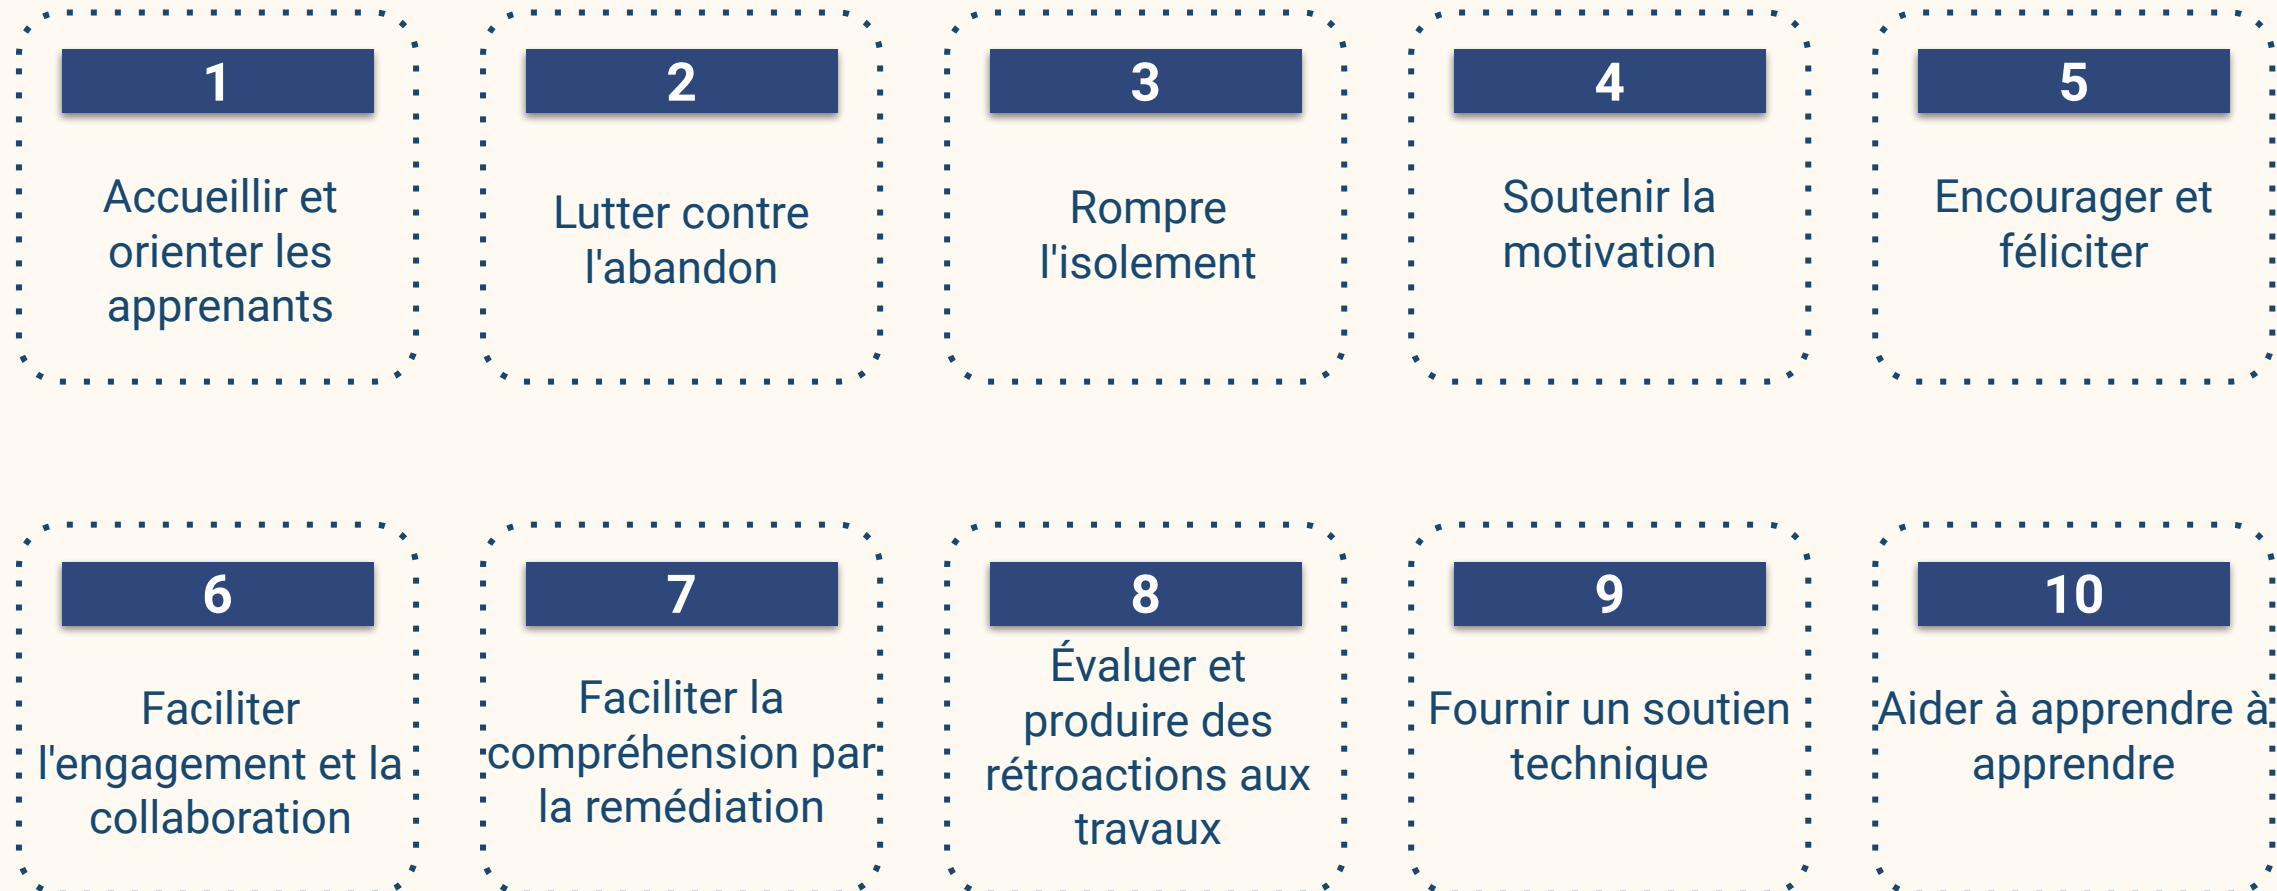 1
Accueillir et
orienter les
apprenants
2
Lutter contre
l'abandon
3
Rompre
l'isolement
4
Soutenir la
motivation
5
Encourager et
féliciter
6
Faciliter
l'engagement et la
collaboration
7
Faciliter la
compréhension par
la remédiation
8
Évaluer et
produire des
rétroactions aux
travaux
9
Fournir un soutien
technique
10
Aider à apprendre à
apprendre